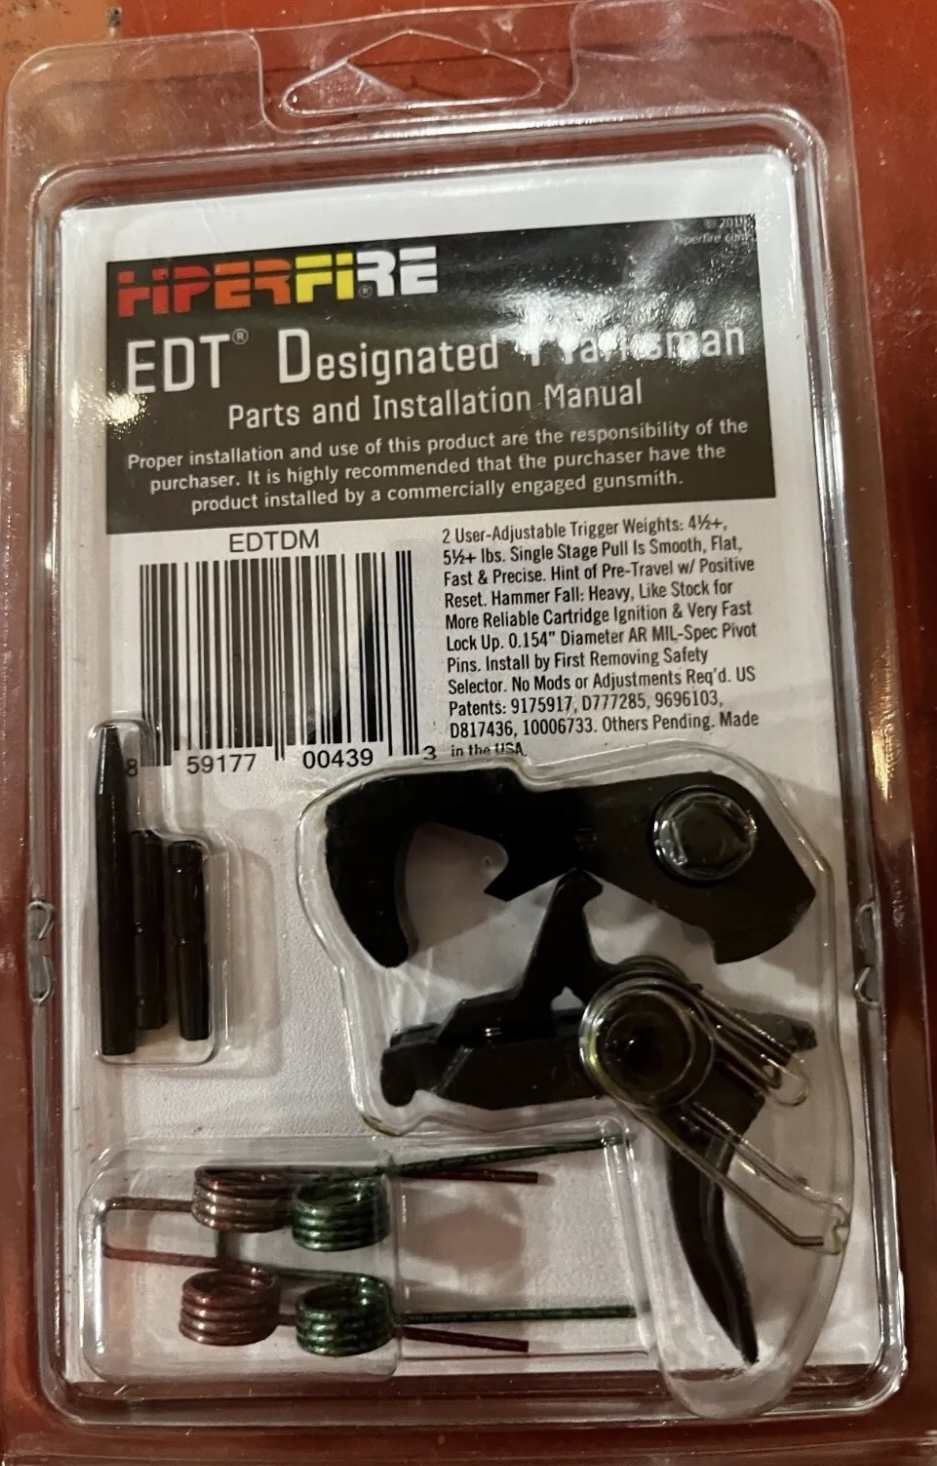 © 2019
hiperfire.com
HIPERFIRE®
EDT® Designated Marksman
Parts and Installation Manual
Proper installation and use of this product are the responsibility of the
purchaser. It is highly recommended that the purchaser have the
product installed by a commercially engaged gunsmith.
EDTDM
8 59177 00439 3
2 User-Adjustable Trigger Weights: 4½+,
5½+ lbs. Single Stage Pull Is Smooth, Flat,
Fast & Precise. Hint of Pre-Travel w/ Positive
Reset. Hammer Fall: Heavy, Like Stock for
More Reliable Cartridge Ignition & Very Fast
Lock Up. 0.154" Diameter AR MIL-Spec Pivot
Pins. Install by First Removing Safety
Selector. No Mods or Adjustments Req'd. US
Patents: 9175917, D777285, 9696103,
D817436, 10006733. Others Pending. Made
in the USA.